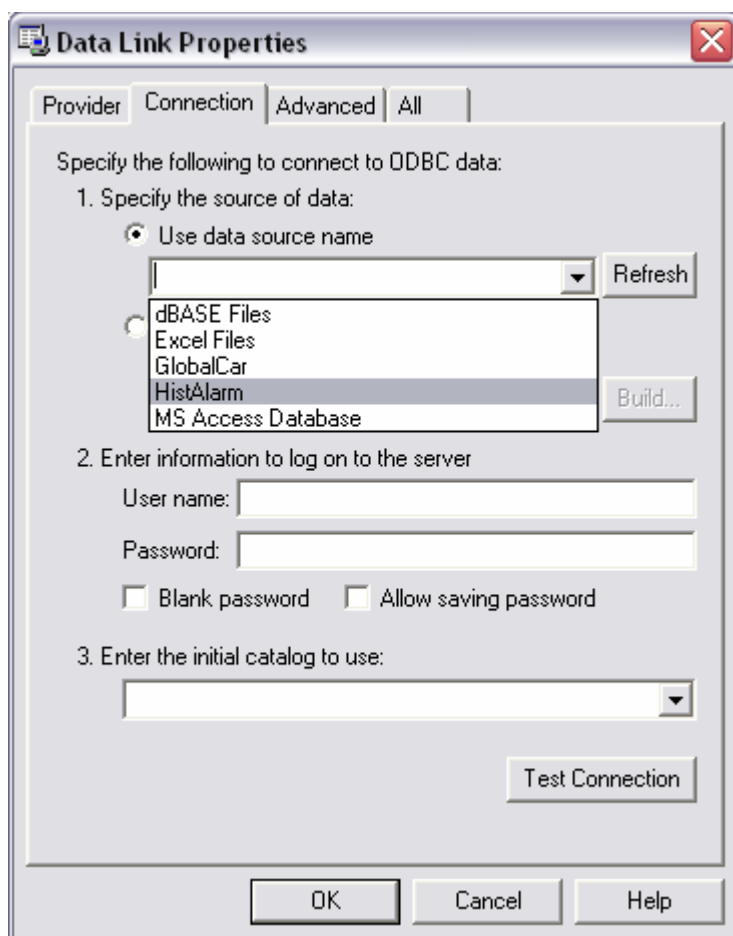 Data Link Properties
Provider Connection Advanced All
Specify the following to connect to ODBC data:
1. Specify the source of data:
Use data source name
Refresh
dBASE Files
Excel Files
GlobalCar
HistAlarm
Build...
MS Access Database
2. Enter information to log on to the server
User name:
Password:
Blank password Allow saving password
3. Enter the initial catalog to use:
Test Connection
OK Cancel Help